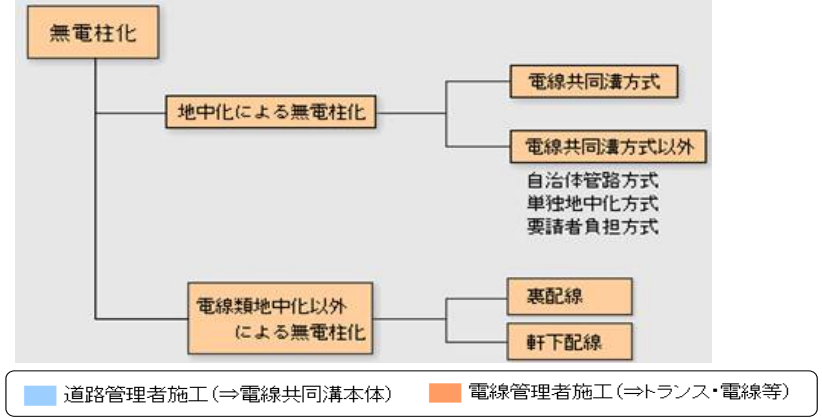 無電柱化
地中化による無電柱化
電線共同溝方式
電線共同溝方式以外
自治体管路方式
単独地中化方式
要請者負担方式
電線類地中化以外
による無電柱化
裏配線
軒下配線
道路管理者施工(⇒電線共同溝本体)
電線管理者施工(⇒トランス・電線等)